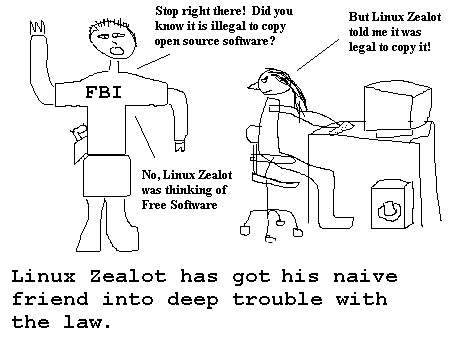 Stop right there! Did you
know it is illegal to copy
open source software?
But Linux Zealot
told me it was
legal to copy it!
FBI
No, Linux Zealot
was thinking of
Free Software
Linux Zealot has got his naive
friend into deep trouble with
the law.